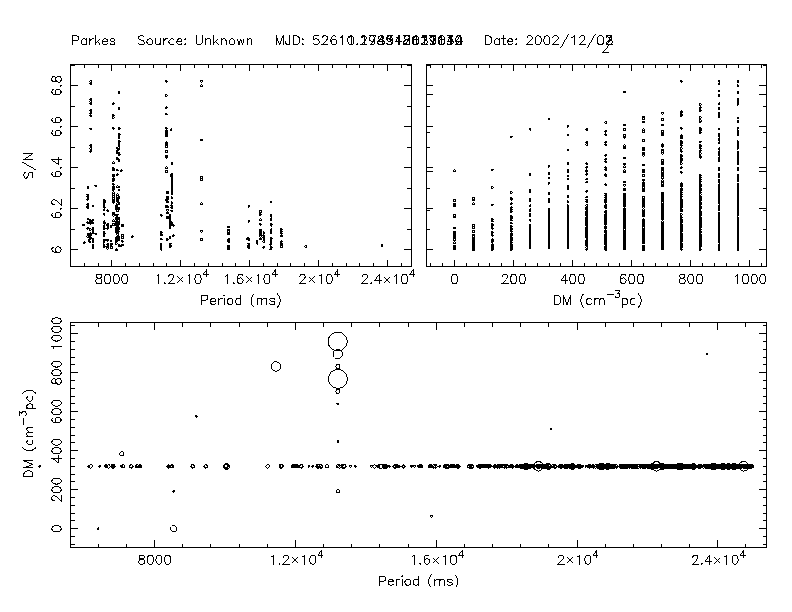 Parkes Source: Unknown MJD: Date: 2002/12/
S/N
6.8
6.6
6.4
6.2
6
8000 1.2×10⁴ 1.6×10⁴ 2×10⁴ 2.4×10⁴
Period (ms)
0 200 400 600 800 1000
DM (cm⁻³pc)
DM (cm⁻³pc)
1000
800
600
400
200
0
8000 1.2×10⁴ 1.6×10⁴ 2×10⁴ 2.4×10⁴
Period (ms)